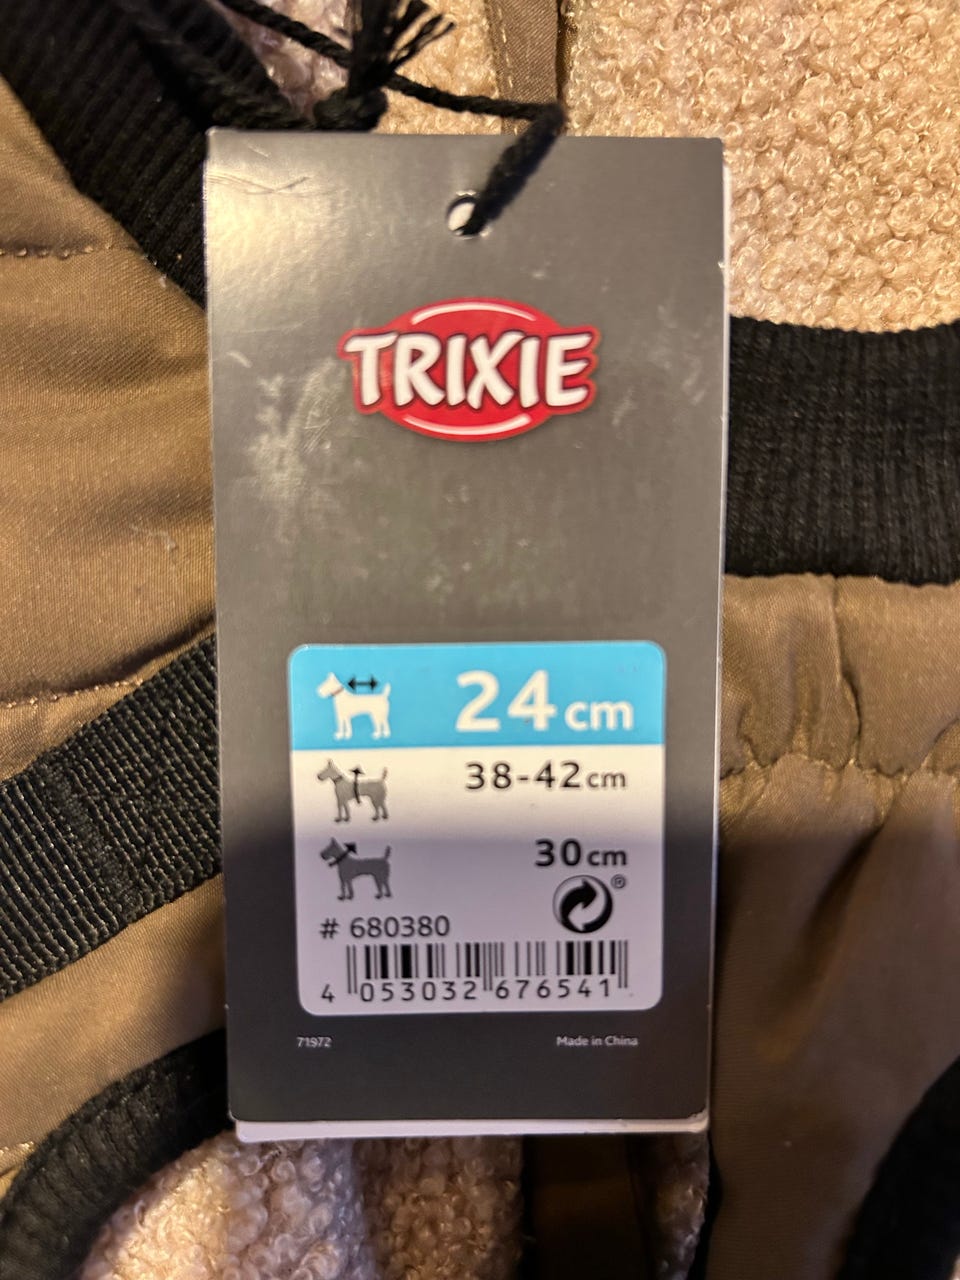 TRIXIE
24 cm
38-42 cm
30 cm
®
# 680380
4 053032 676541
71972
Made in China